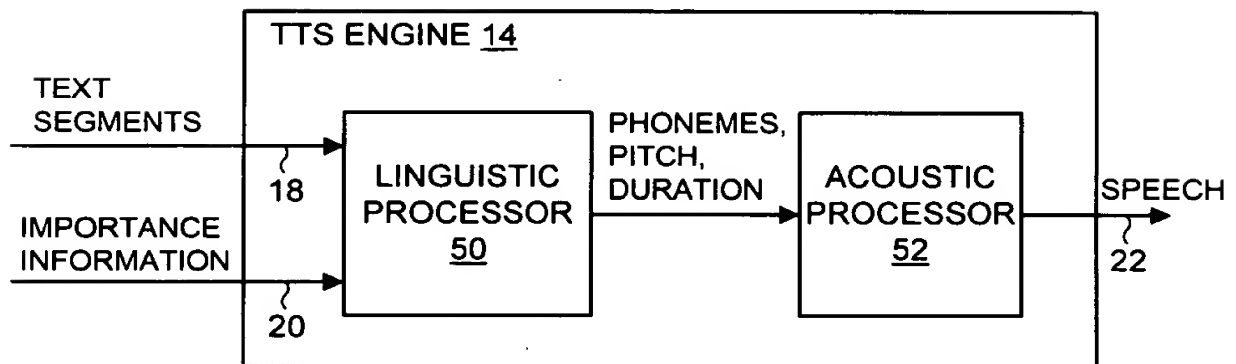 TTS ENGINE 14
TEXT
SEGMENTS
18
IMPORTANCE
INFORMATION
20
LINGUISTIC
PROCESSOR
50
PHONEMES,
PITCH,
DURATION
ACOUSTIC
PROCESSOR
52
SPEECH
22